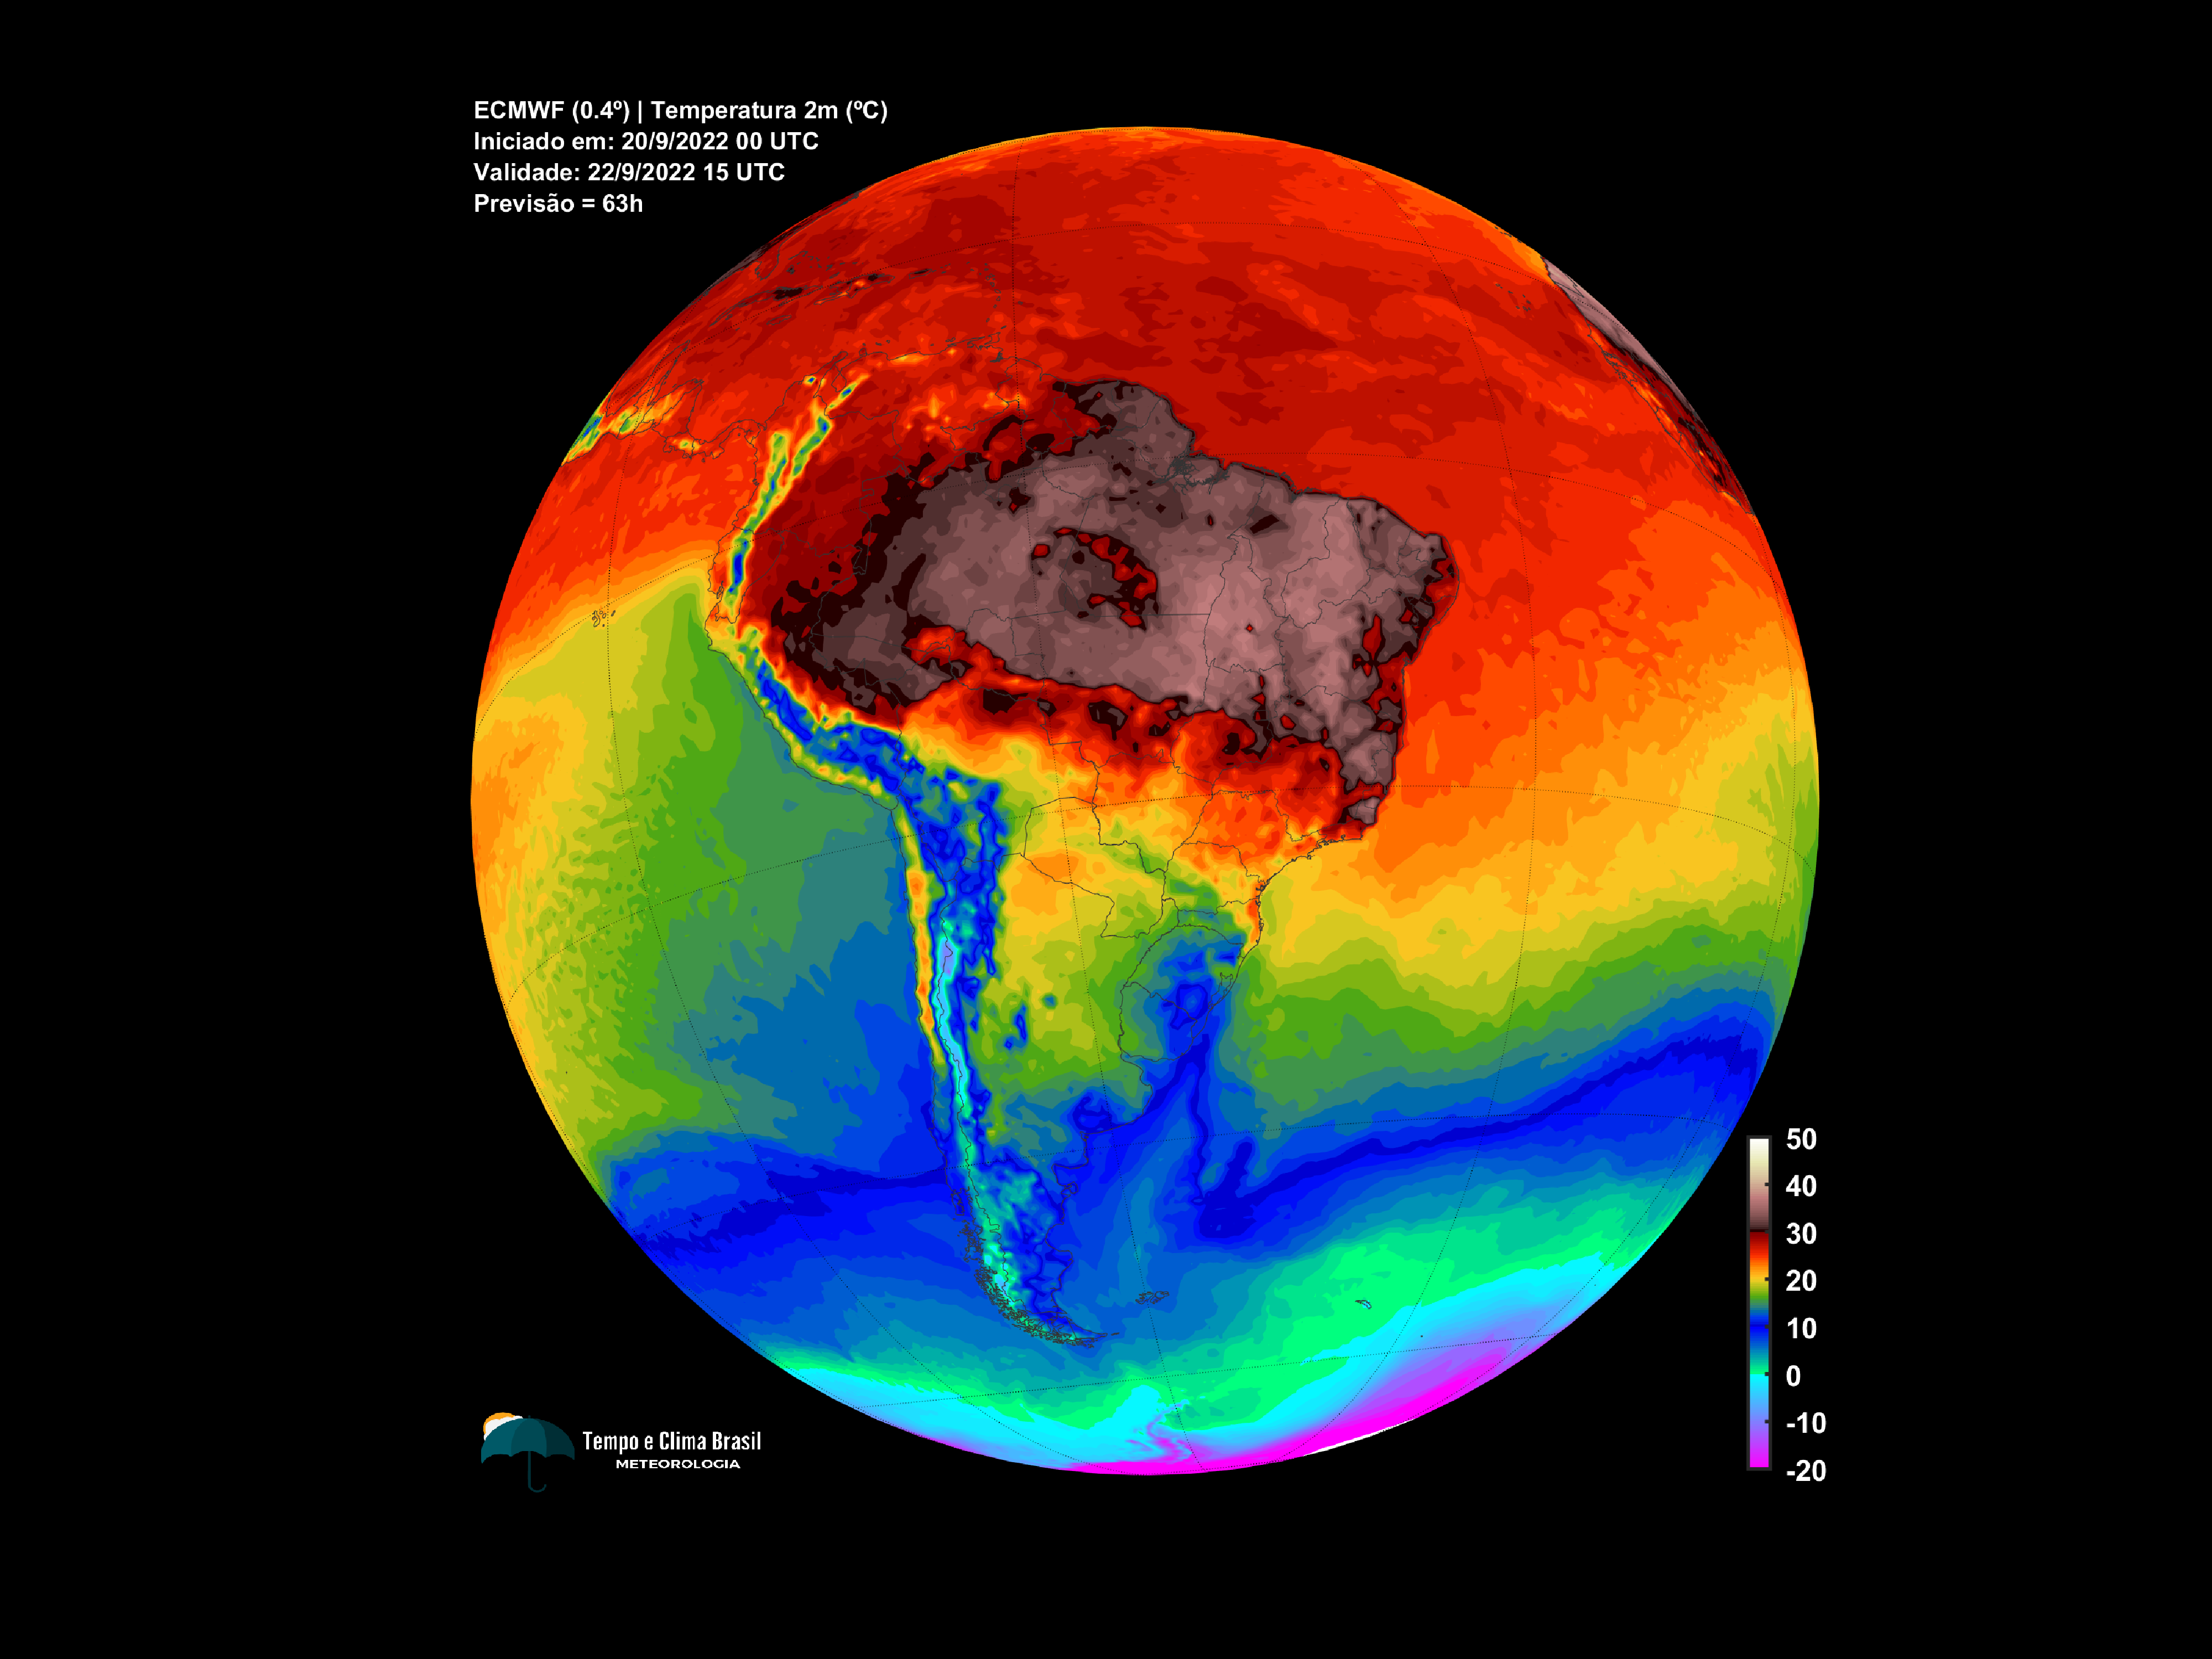 ECMWF (0.4º) | Temperatura 2m (ºC)
Iniciado em: 20/9/2022 00 UTC
Validade: 22/9/2022 15 UTC
Previsão = 63h
50
40
30
20
10
0
-10
-20
Tempo e Clima Brasil
METEOROLOGIA